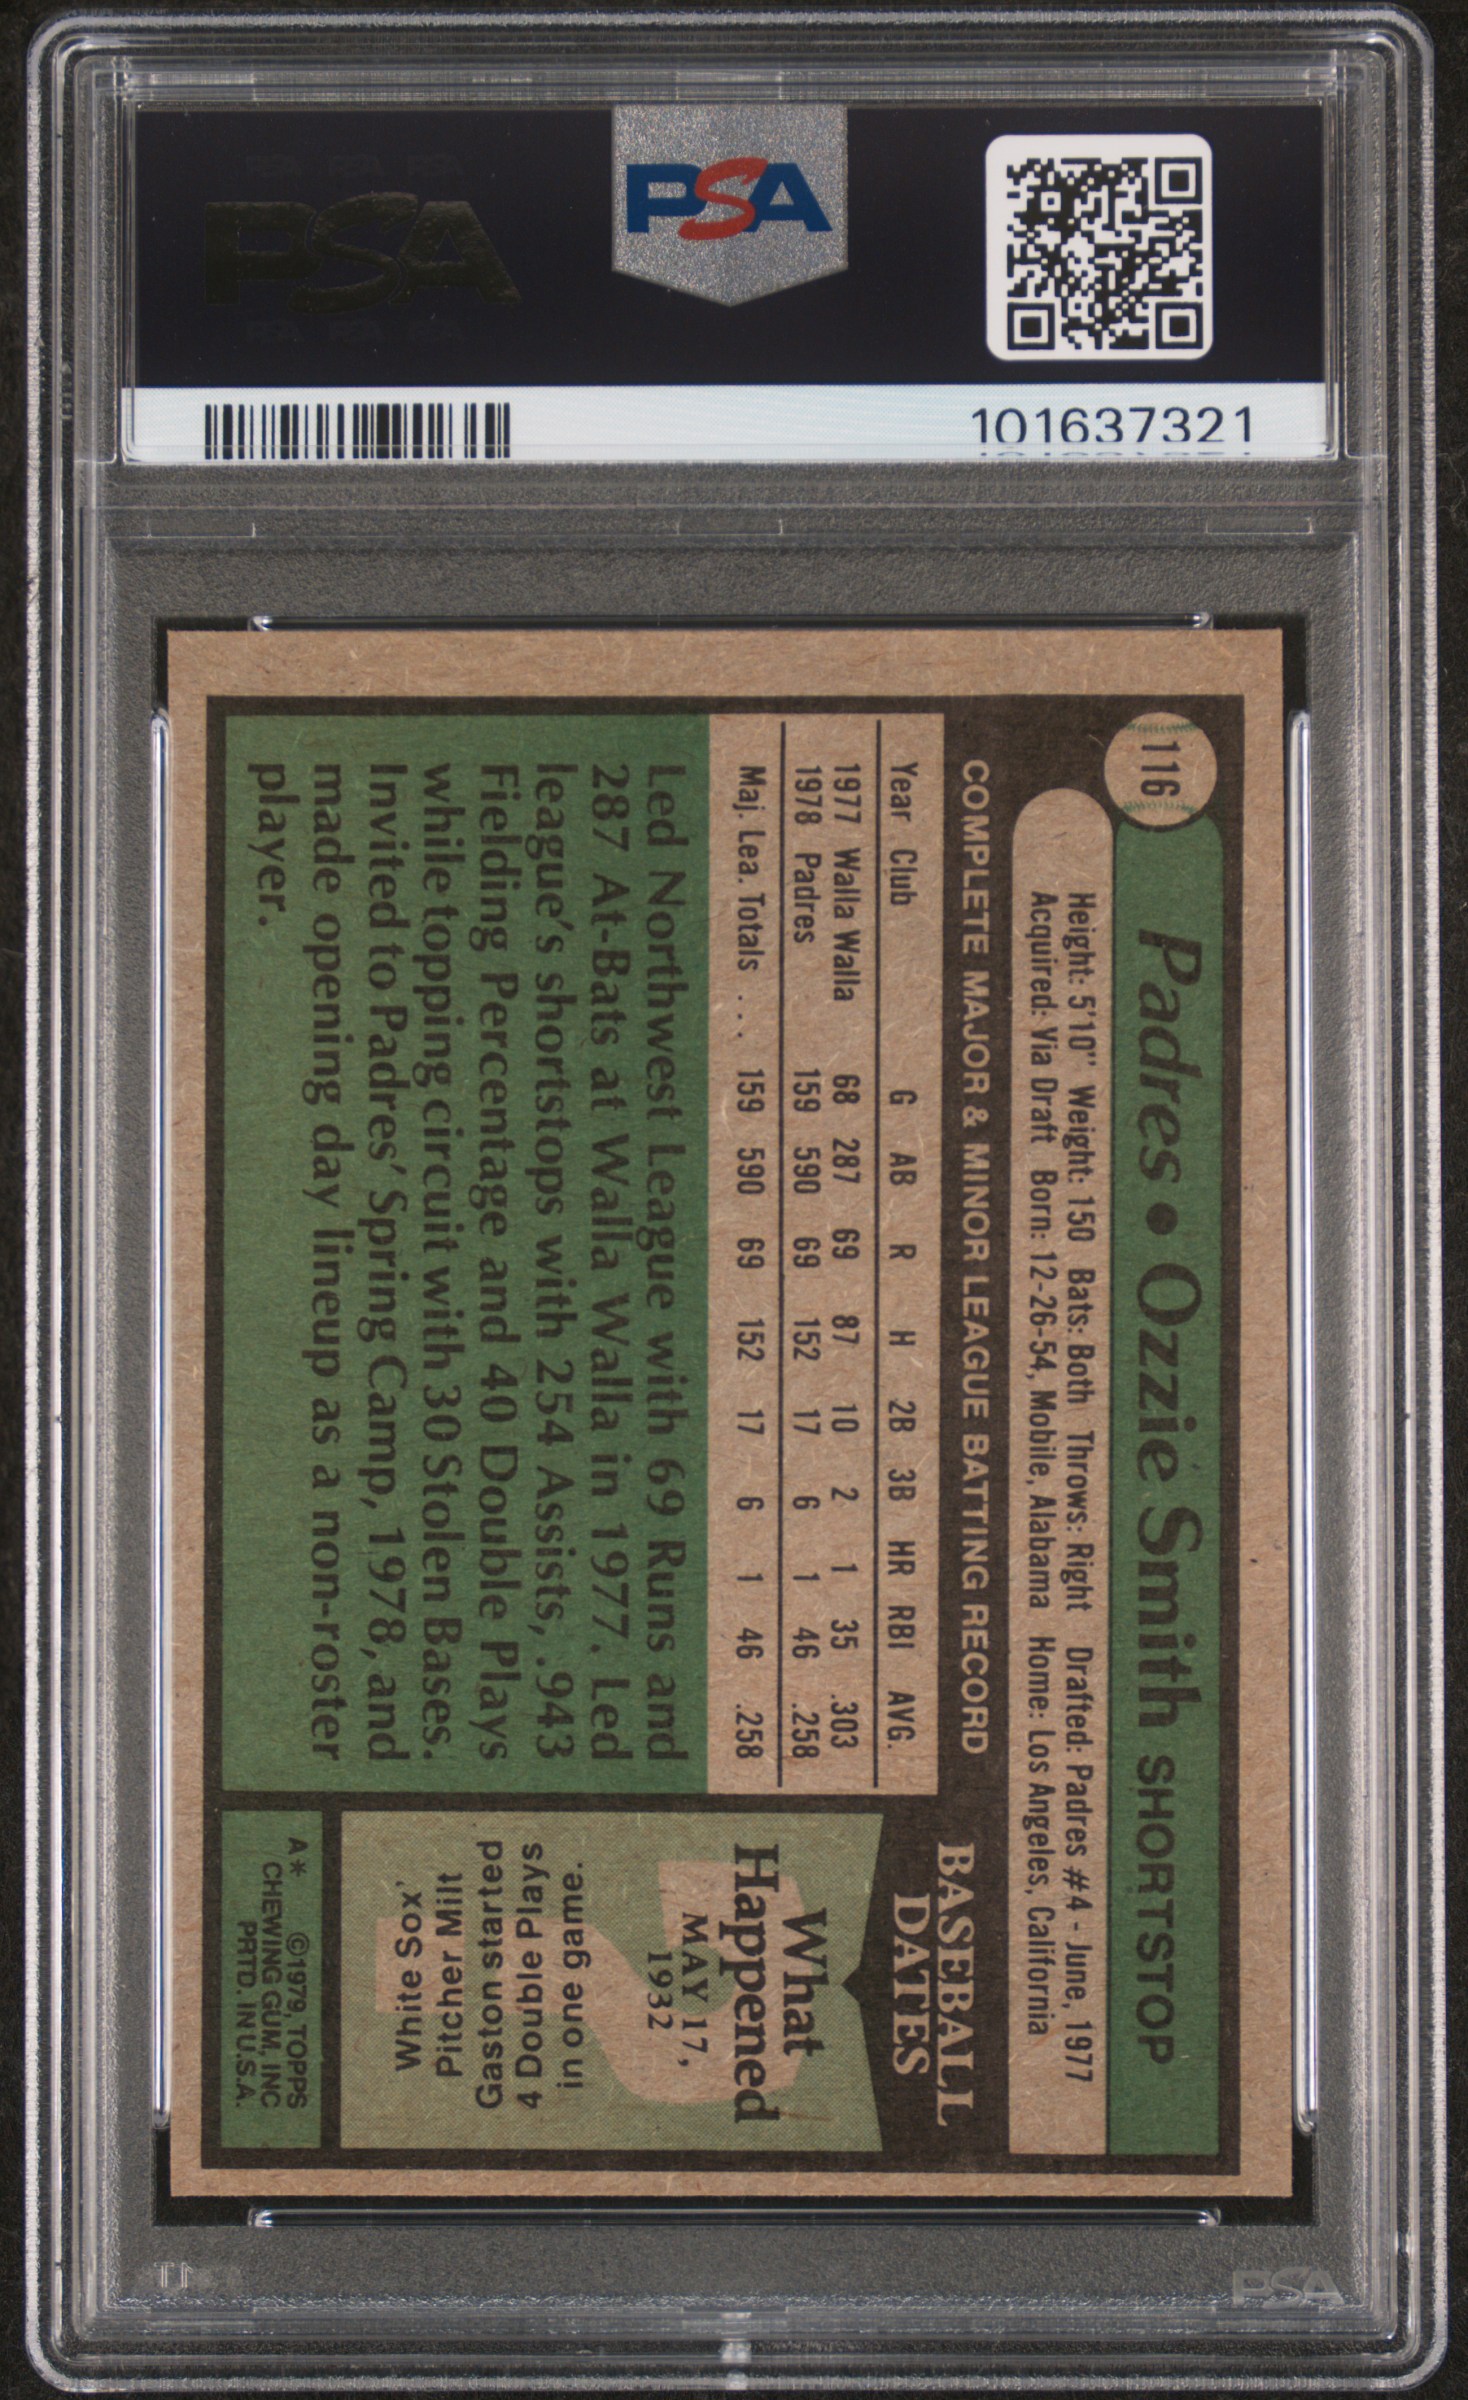 PSA
PSA
101637321
116
Padres • Ozzie Smith SHORTSTOP
Height: 5'10" Weight: 150 Bats: Both Throws: Right Drafted: Padres #4 - June, 1977
Acquired: Via Draft Born: 12-26-54, Mobile, Alabama Home: Los Angeles, California
COMPLETE MAJOR & MINOR LEAGUE BATTING RECORD
Year Club G AB R H 2B 3B HR RBI AVG.
1977 Walla Walla 68 287 69 87 10 2 1 35 .303
1978 Padres 159 590 69 152 17 6 1 46 .258
Maj. Lea. Totals . . . 159 590 69 152 17 6 1 46 .258
Led Northwest League with 69 Runs and
287 At-Bats at Walla Walla in 1977. Led
league's shortstops with 254 Assists, .943
Fielding Percentage and 40 Double Plays
while topping circuit with 30 Stolen Bases.
Invited to Padres' Spring Camp, 1978, and
made opening day lineup as a non-roster
player.
BASEBALL
DATES
What
Happened
MAY 17,
1932
White Sox'
Pitcher Milt
Gaston started
4 Double Plays
in one game.
A* ©1979, TOPPS
CHEWING GUM, INC
PRTD. IN U.S.A.
PSA